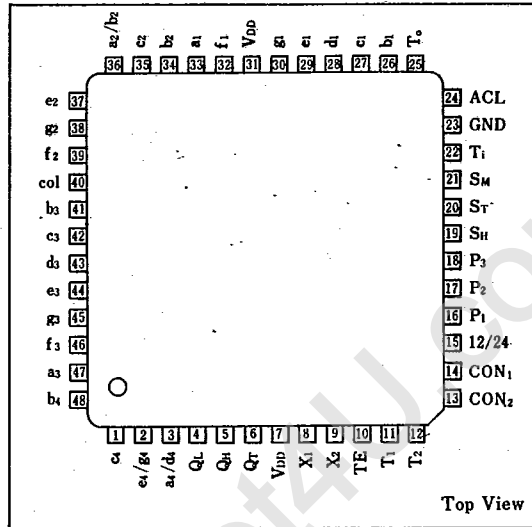 a2/b2 c2 b2 a1 f1 VDD g1 e1 d1 c1 b1 To
36 35 34 33 32 31 30 29 28 27 26 25
e2 37
g2 38
f2 39
col 40
b3 41
c3 42
d3 43
e3 44
g3 45
f3 46
a3 47
b4 48
24 ACL
23 GND
22 Ti
21 SM
20 ST
19 SH
18 P3
17 P2
16 P1
15 12/24
14 CON1
13 CON2
1 2 3 4 5 6 7 8 9 10 11 12
c4 e4/g4 a4/d4 QL QH QT VDD X1 X2 TE T1 T2
Top View